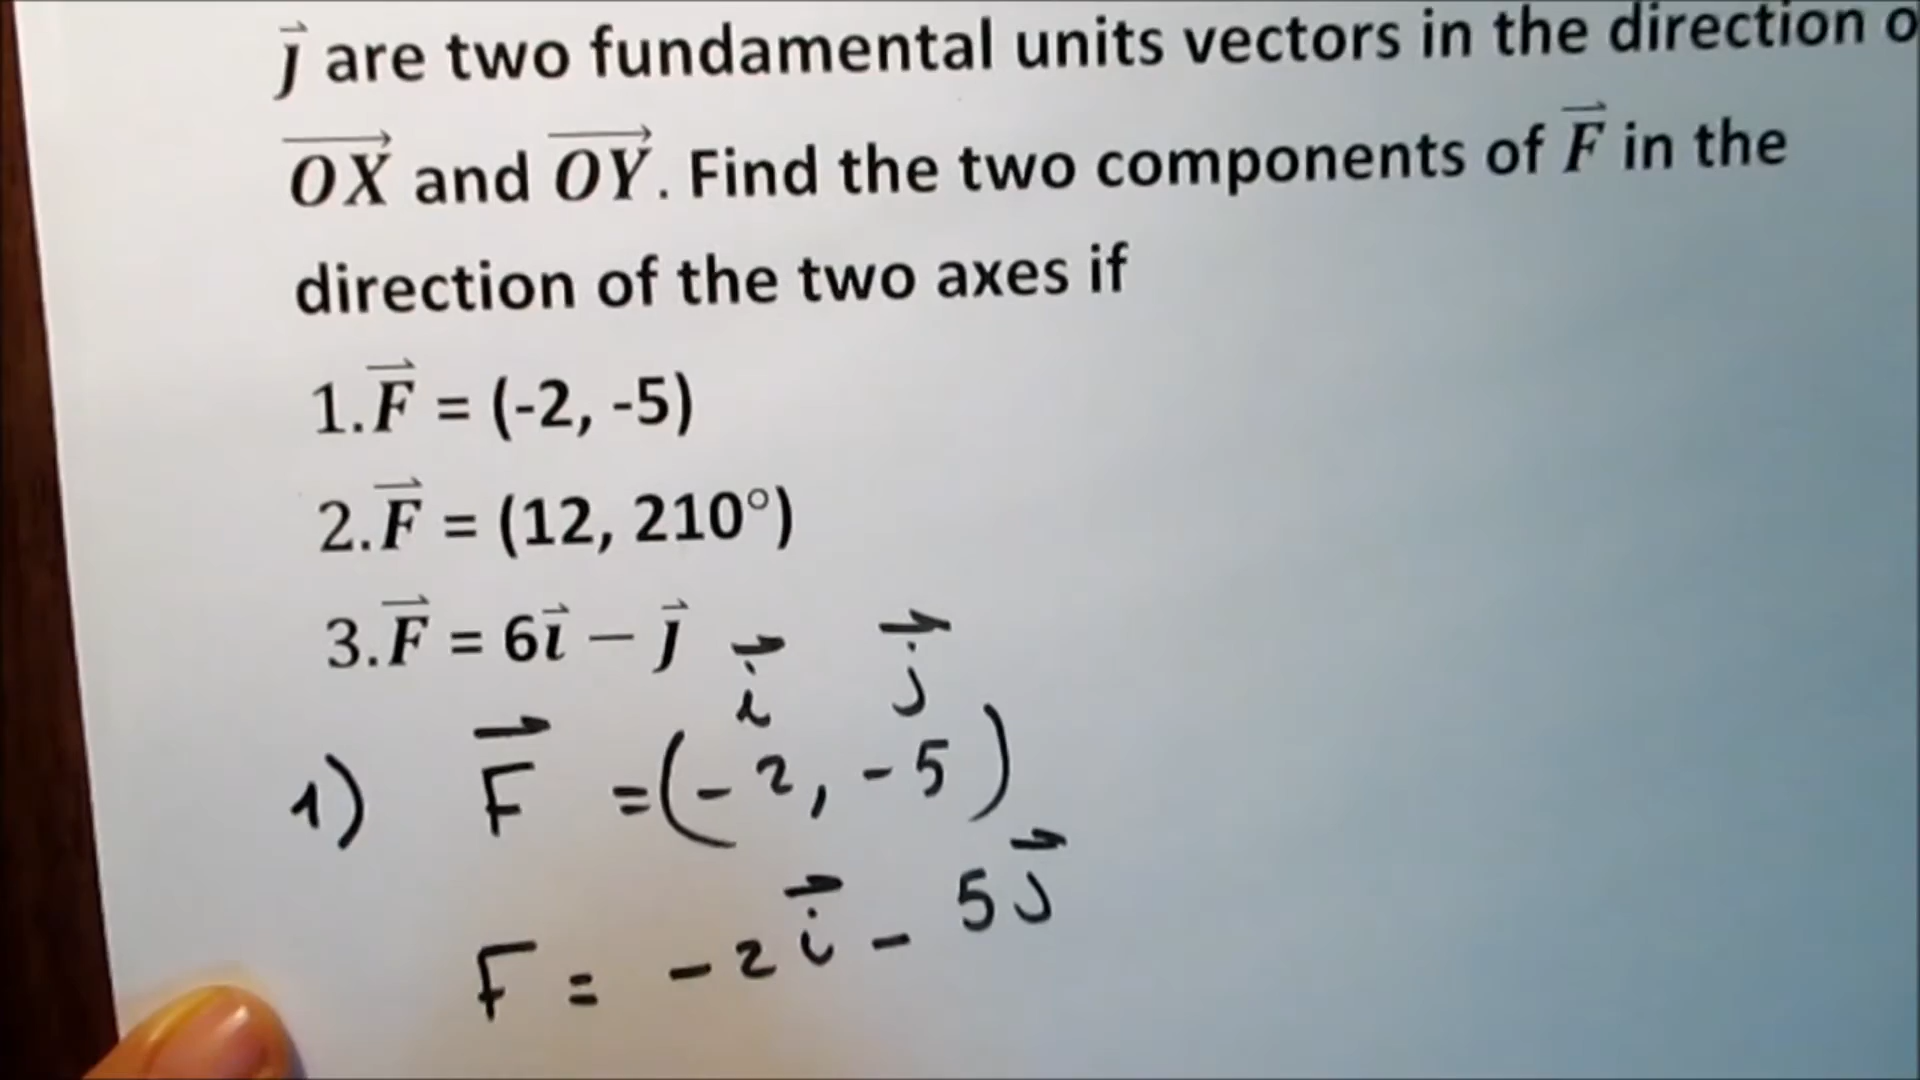 j⃗ are two fundamental units vectors in the direction o
OX⃗ and OY⃗. Find the two components of F⃗ in the
direction of the two axes if
1. F⃗ = (-2, -5)
2. F⃗ = (12, 210°)
3. F⃗ = 6i⃗ − j⃗
i⃗ j⃗
1) F⃗ = (-2, -5)
F = -2i⃗ - 5j⃗